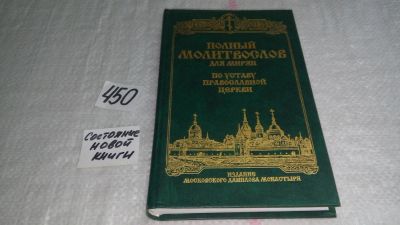 450
Состояние
новой
книги
ПОЛНЫЙ
МОЛИТВОСЛОВ
ДЛЯ МИРЯН
ПО УСТАВУ
ПРАВОСЛАВНОЙ
ЦЕРКВИ
ИЗДАНИЕ
МОСКОВСКОГО ДАНИЛОВА МОНАСТЫРЯ